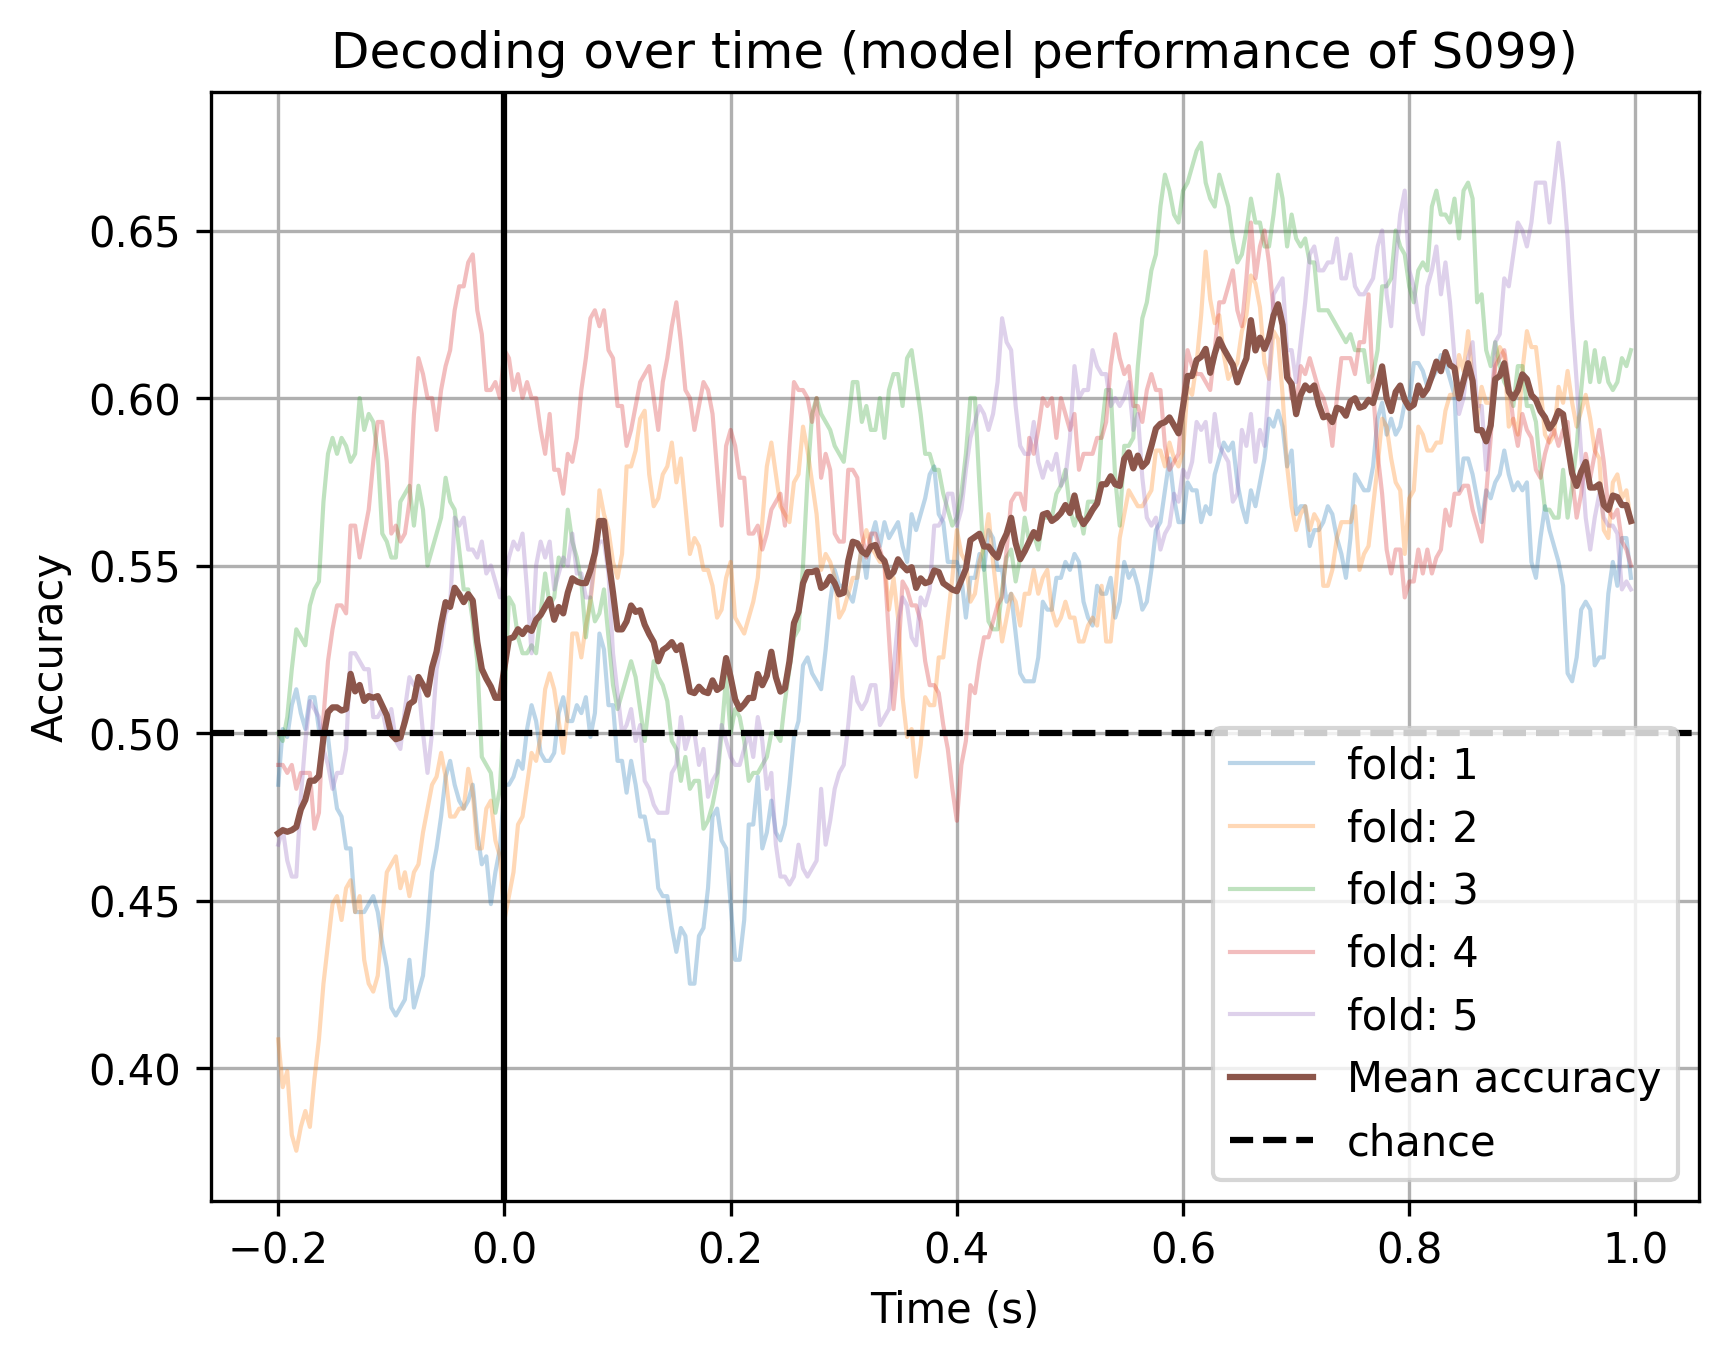 Decoding over time (model performance of S099)
Accuracy
0.65
0.60
0.55
0.50
0.45
0.40
fold: 1
fold: 2
fold: 3
fold: 4
fold: 5
Mean accuracy
chance
−0.2 0.0 0.2 0.4 0.6 0.8 1.0
Time (s)